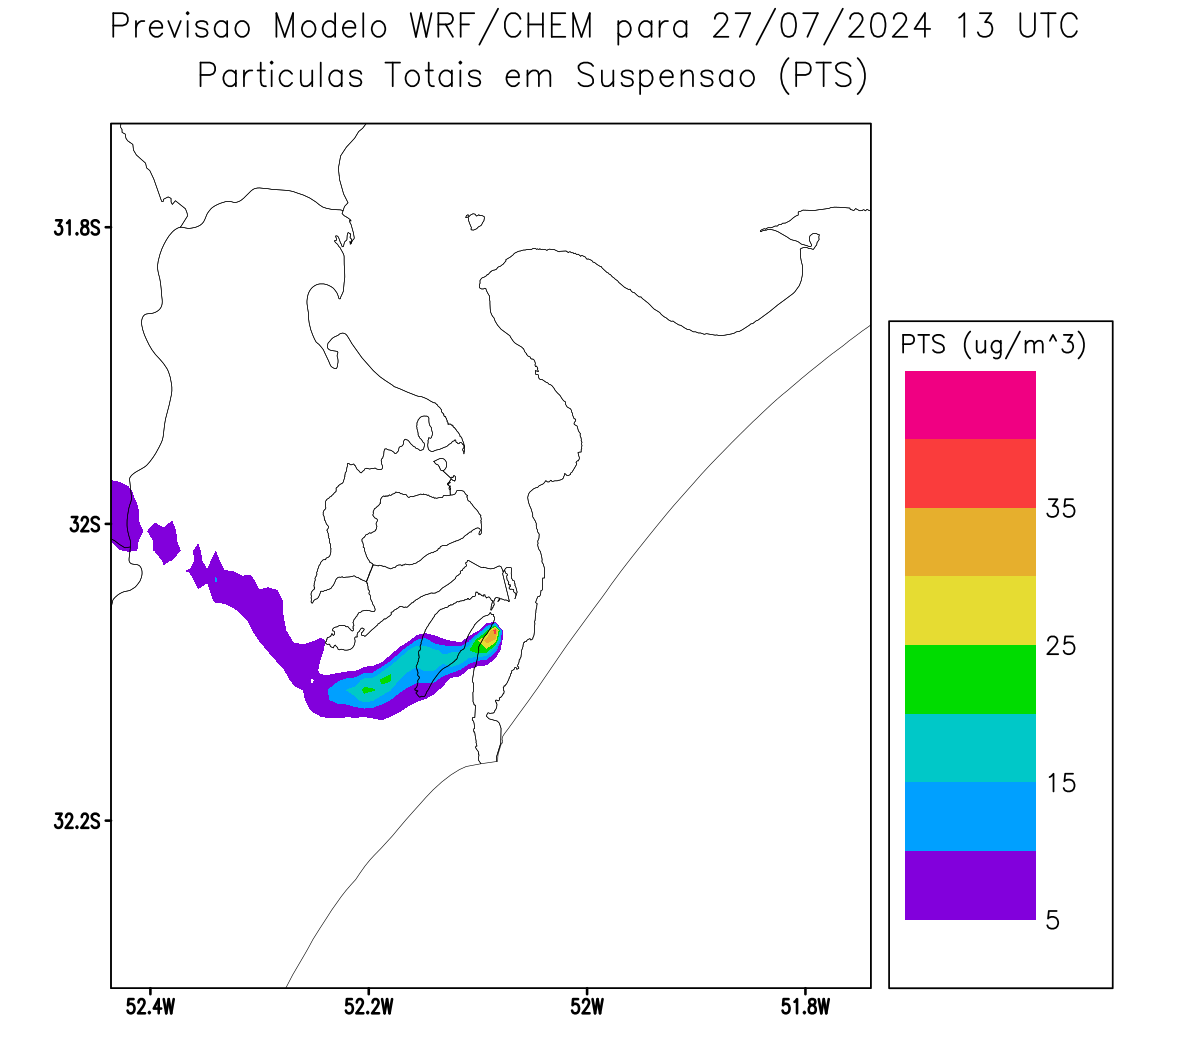 Previsao Modelo WRF/CHEM para 27/07/2024 13 UTC
Particulas Totais em Suspensao (PTS)
31.8S
32S
32.2S
52.4W 52.2W 52W 51.8W
PTS (ug/m^3)
35
25
15
5